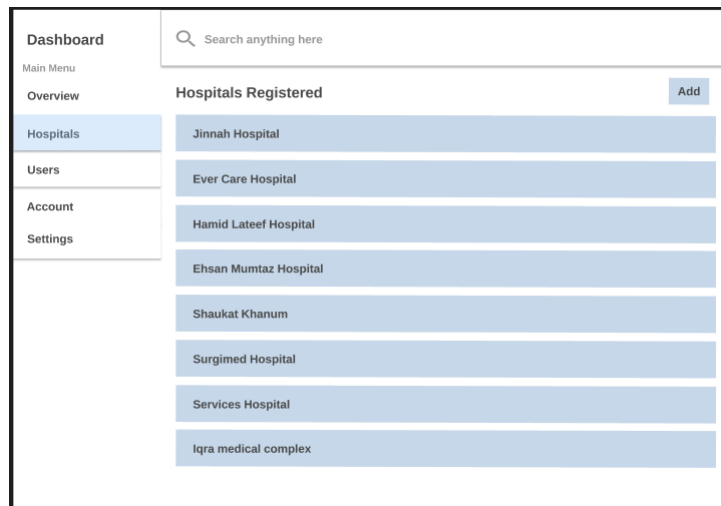 Dashboard
Main Menu
Overview
Hospitals
Users
Account
Settings
Search anything here
Hospitals Registered
Add
Jinnah Hospital
Ever Care Hospital
Hamid Lateef Hospital
Ehsan Mumtaz Hospital
Shaukat Khanum
Surgimed Hospital
Services Hospital
Iqra medical complex